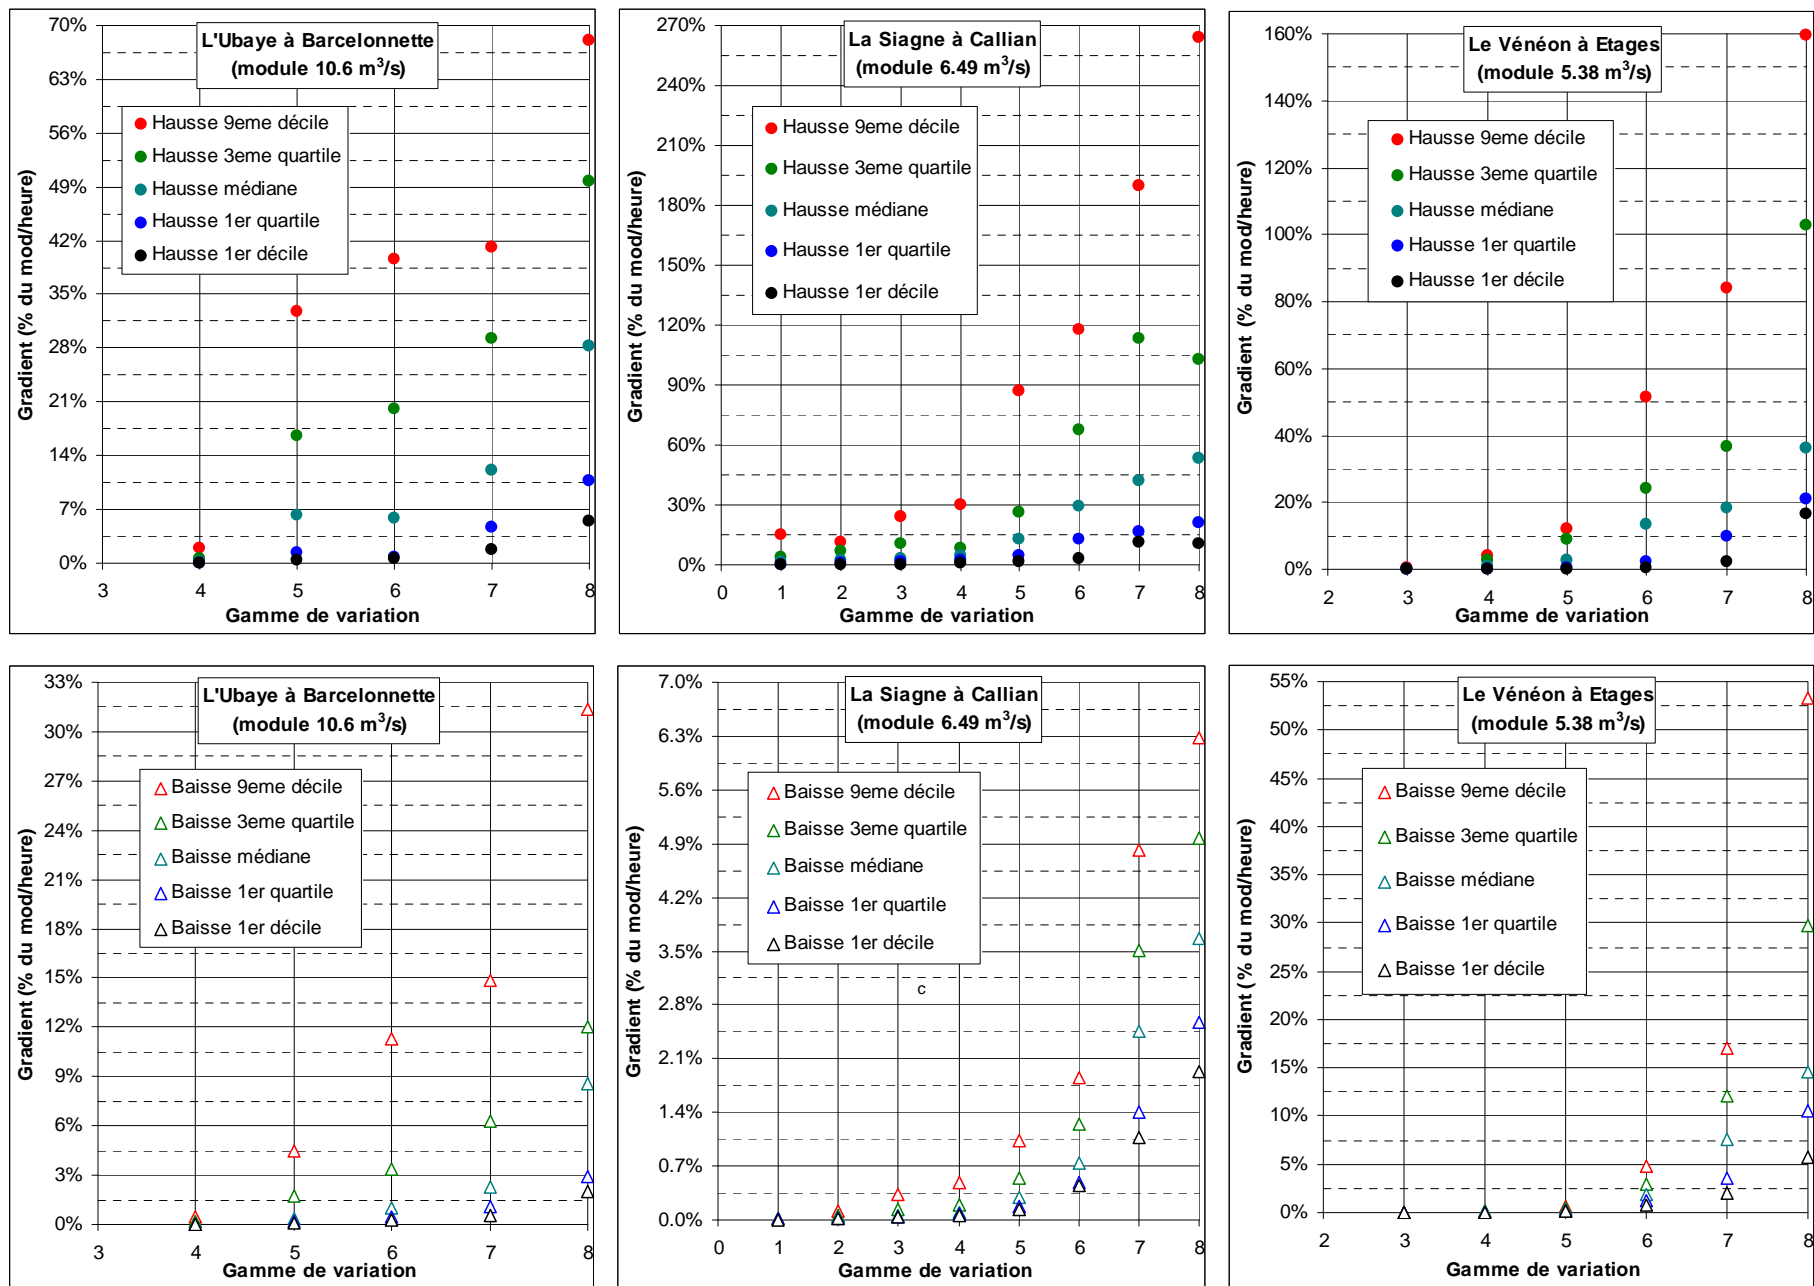 L'Ubaye à Barcelonnette
(module 10.6 m³/s)
Gradient (% du mod/heure)
70%
63%
56%
49%
42%
35%
28%
21%
14%
7%
0%
Hausse 9eme décile
Hausse 3eme quartile
Hausse médiane
Hausse 1er quartile
Hausse 1er décile
3 4 5 6 7 8
Gamme de variation
La Siagne à Callian
(module 6.49 m³/s)
Gradient (% du mod/heure)
270%
240%
210%
180%
150%
120%
90%
60%
30%
0%
Hausse 9eme décile
Hausse 3eme quartile
Hausse médiane
Hausse 1er quartile
Hausse 1er décile
0 1 2 3 4 5 6 7 8
Gamme de variation
Le Vénéon à Etages
(module 5.38 m³/s)
Gradient (% du mod/heure)
160%
140%
120%
100%
80%
60%
40%
20%
0%
Hausse 9eme décile
Hausse 3eme quartile
Hausse médiane
Hausse 1er quartile
Hausse 1er décile
2 3 4 5 6 7 8
Gamme de variation
L'Ubaye à Barcelonnette
(module 10.6 m³/s)
Gradient (% du mod/heure)
33%
30%
27%
24%
21%
18%
15%
12%
9%
6%
3%
0%
Baisse 9eme décile
Baisse 3eme quartile
Baisse médiane
Baisse 1er quartile
Baisse 1er décile
3 4 5 6 7 8
Gamme de variation
La Siagne à Callian
(module 6.49 m³/s)
Gradient (% du mod/heure)
7.0%
6.3%
5.6%
4.9%
4.2%
3.5%
2.8%
2.1%
1.4%
0.7%
0.0%
Baisse 9eme décile
Baisse 3eme quartile
Baisse médiane
Baisse 1er quartile
Baisse 1er décile
c
0 1 2 3 4 5 6 7 8
Gamme de variation
Le Vénéon à Etages
(module 5.38 m³/s)
Gradient (% du mod/heure)
55%
50%
45%
40%
35%
30%
25%
20%
15%
10%
5%
0%
Baisse 9eme décile
Baisse 3eme quartile
Baisse médiane
Baisse 1er quartile
Baisse 1er décile
2 3 4 5 6 7 8
Gamme de variation